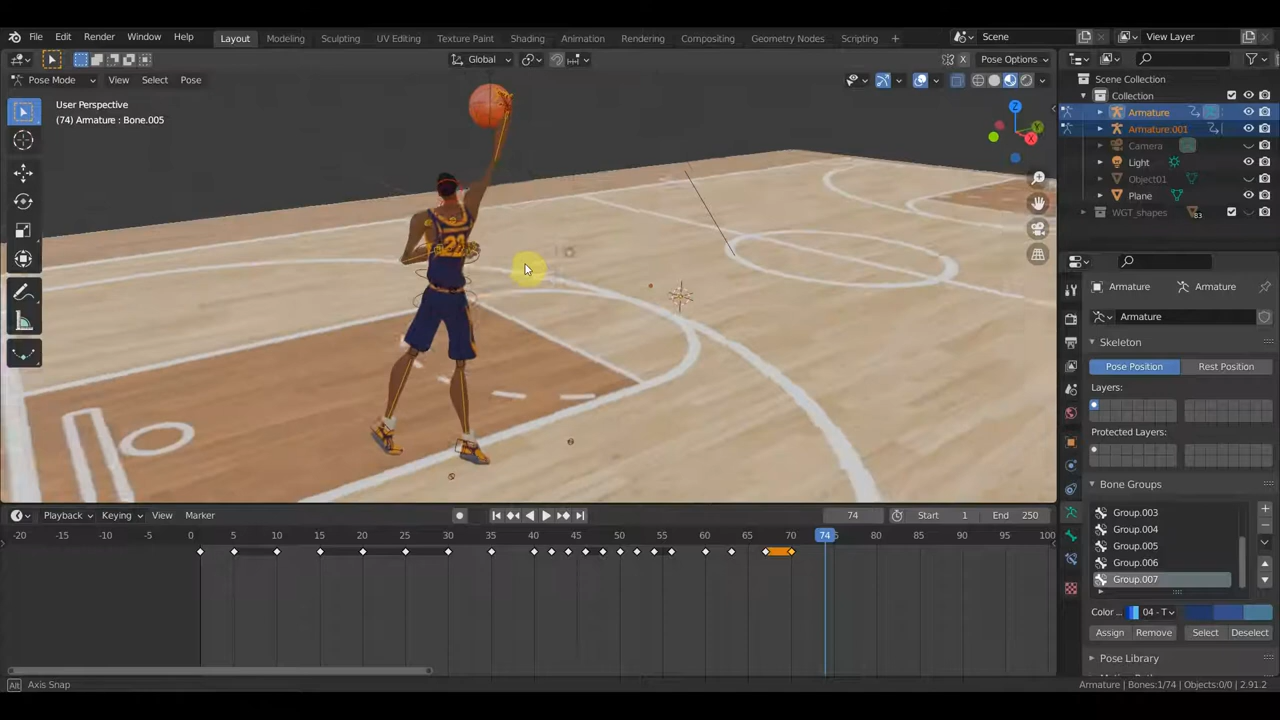 File Edit Render Window Help Layout Modeling Sculpting UV Editing Texture Paint Shading Animation Rendering Compositing Geometry Nodes Scripting + Scene View Layer
Global X Pose Options
Pose Mode View Select Pose
User Perspective
(74) Armature : Bone.005
Z
Y
X
23
Scene Collection
Collection
Armature
Armature.001
Camera
Light
Object01
Plane
WGT_shapes 83
Armature Armature
Armature
Skeleton
Pose Position Rest Position
Layers:
Protected Layers:
Bone Groups
Group.003
Group.004
Group.005
Group.006
Group.007
Color ... 04 - T
Assign Remove Select Deselect
Pose Library
Playback Keying View Marker 74 Start 1 End 250
-20 -15 -10 -5 0 5 10 15 20 25 30 35 40 45 50 55 60 65 70 74 80 85 90 95 100
Alt Axis Snap Armature | Bones:1/74 | Objects:0/0 | 2.91.2